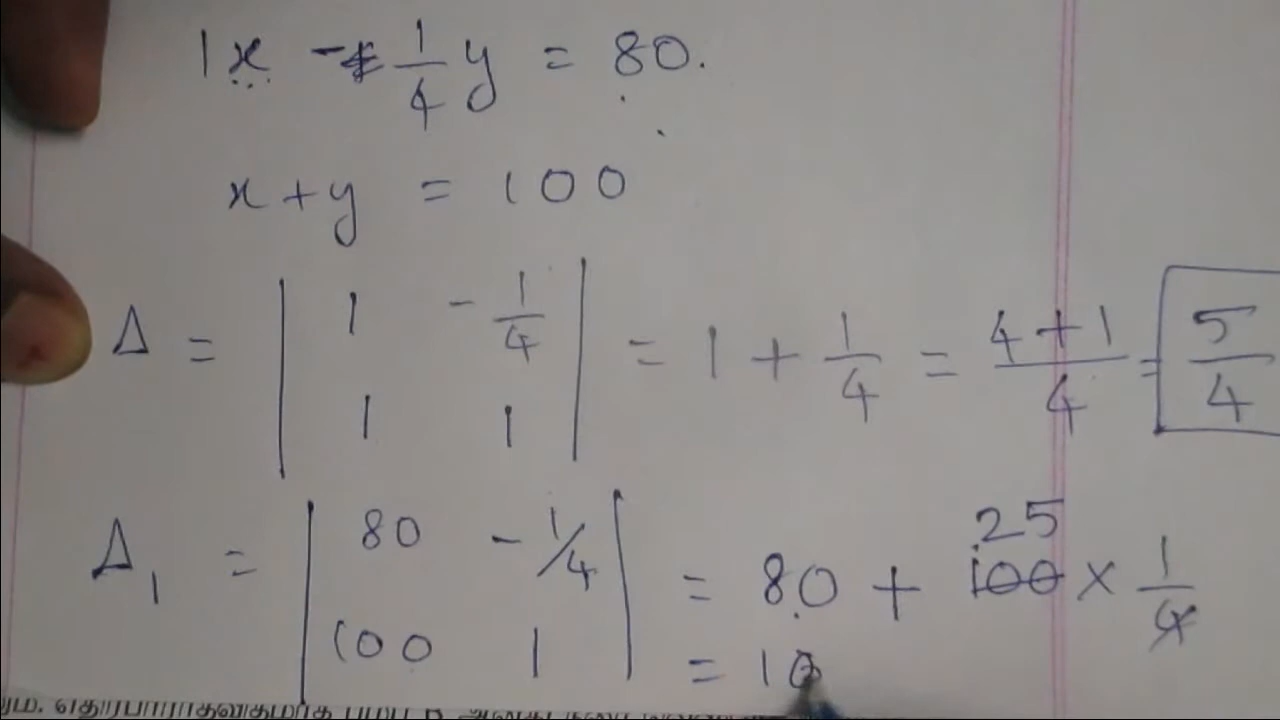 1x - 1/4 y = 80.
x + y = 100
Δ = | 1 -1/4 | = 1 + 1/4 = 4+1/4 = 5/4
| 1 1 |
25
Δ1 = | 80 -1/4 | = 80 + 100 × 1/4
| 100 1 | = 10